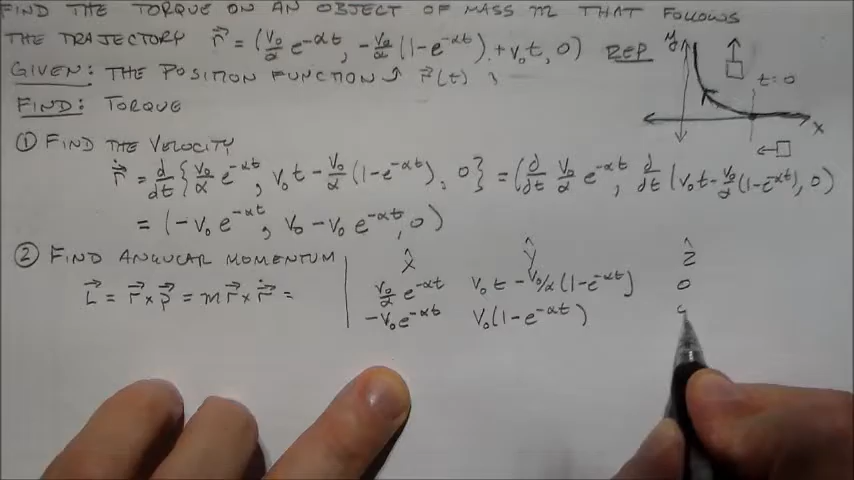 FIND THE TORQUE ON AN OBJECT OF MASS m THAT FOLLOWS
THE TRAJECTORY r⃗ = (v₀/α e^-αt, -v₀/α (1-e^-αt) + v₀t, 0) REP
GIVEN: THE POSITION FUNCTION r⃗(t)
y
t=0
x
FIND: TORQUE
① FIND THE VELOCITY
ṙ⃗ = d/dt {v₀/α e^-αt, v₀t - v₀/α (1-e^-αt), 0} = (d/dt v₀/α e^-αt, d/dt (v₀t - v₀/α (1-e^-αt), 0)
= (-v₀e^-αt, v₀ - v₀e^-αt, 0)
② FIND ANGULAR MOMENTUM x̂ ŷ ẑ
L⃗ = r⃗ × p⃗ = m r⃗ × ṙ⃗ = v₀/α e^-αt v₀t - v₀/α (1-e^-αt) 0
-v₀e^-αt v₀(1-e^-αt)